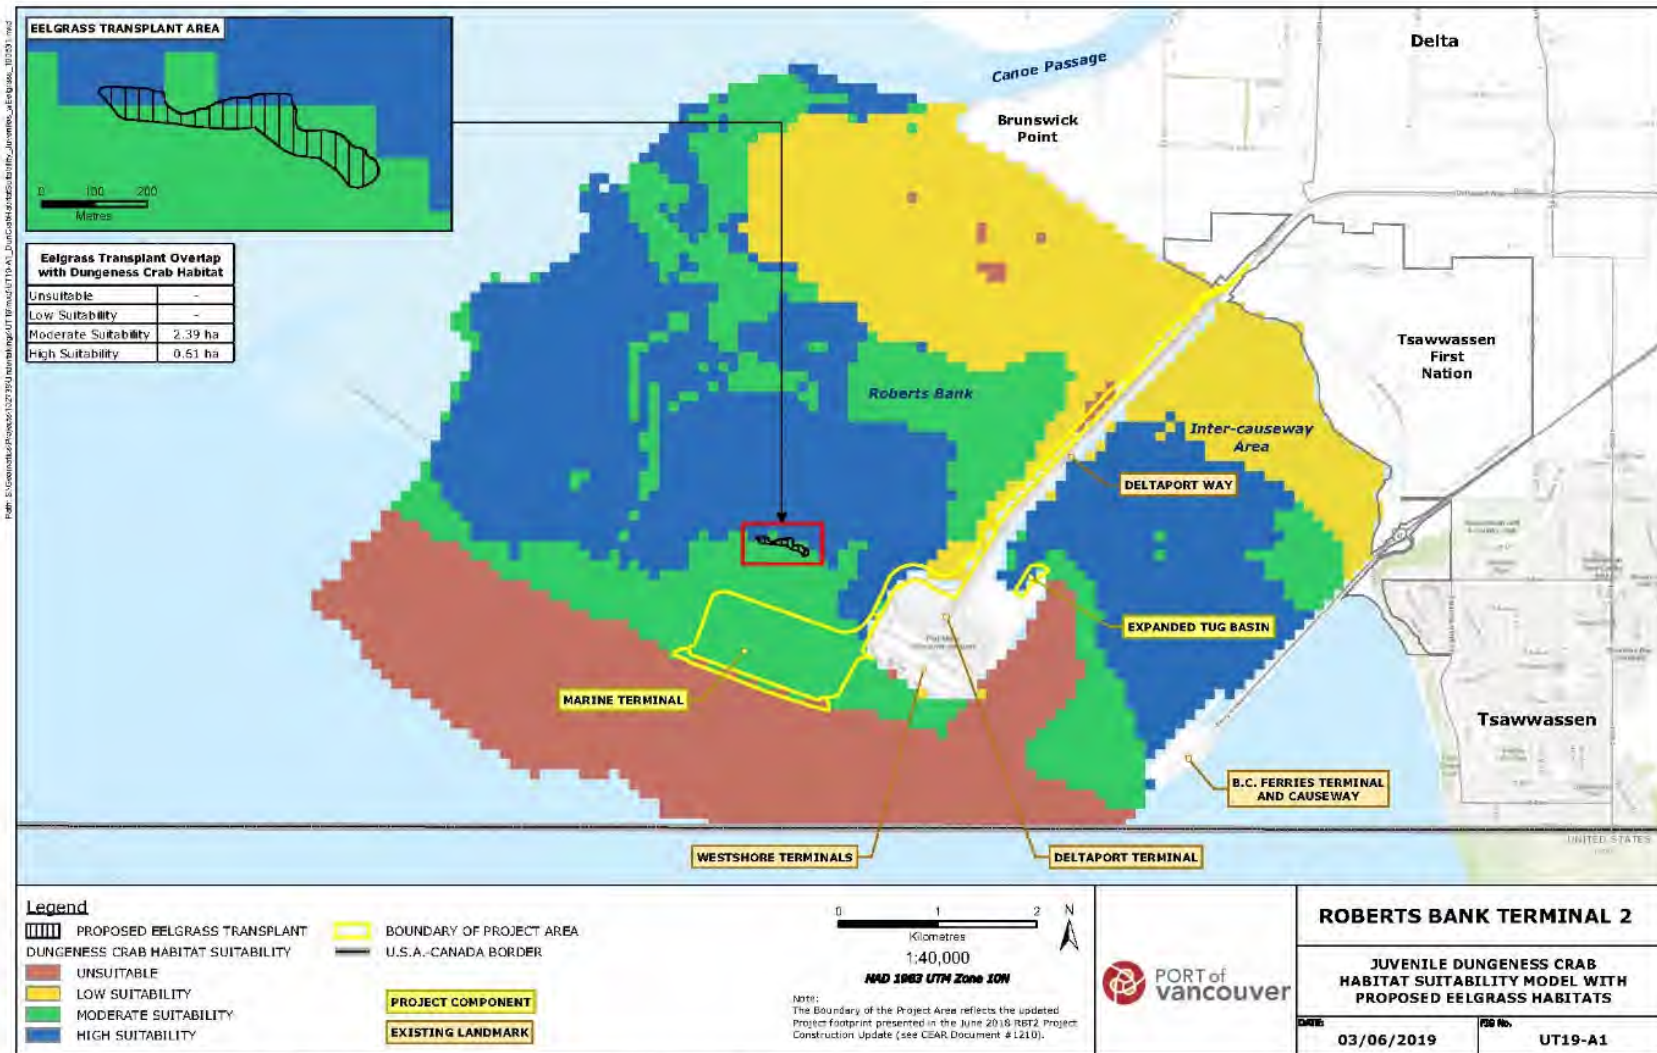 EELGRASS TRANSPLANT AREA
0 100 200
Metres
Eelgrass Transplant Overlap
with Dungeness Crab Habitat
Unsuitable -
Low Suitability -
Moderate Suitability 2.39 ha
High Suitability 0.61 ha
Canoe Passage
Delta
Brunswick
Point
Tsawwassen
First
Nation
Roberts Bank
Inter-causeway
Area
DELTAPORT WAY
EXPANDED TUG BASIN
MARINE TERMINAL
Tsawwassen
B.C. FERRIES TERMINAL
AND CAUSEWAY
WESTSHORE TERMINALS
DELTAPORT TERMINAL
UNITED STATES
Legend
PROPOSED EELGRASS TRANSPLANT
DUNGENESS CRAB HABITAT SUITABILITY
UNSUITABLE
LOW SUITABILITY
MODERATE SUITABILITY
HIGH SUITABILITY
BOUNDARY OF PROJECT AREA
U.S.A.-CANADA BORDER
PROJECT COMPONENT
EXISTING LANDMARK
0 1 2
Kilometres
1:40,000
N
NAD 1983 UTM Zone 10N
Note:
The Boundary of the Project Area reflects the updated
Project footprint presented in the June 2018 RBT2 Project
Construction Update (see CEAR Document #1210).
PORT of
vancouver
ROBERTS BANK TERMINAL 2
JUVENILE DUNGENESS CRAB
HABITAT SUITABILITY MODEL WITH
PROPOSED EELGRASS HABITATS
DATE:
03/06/2019
FIG No.
UT19-A1